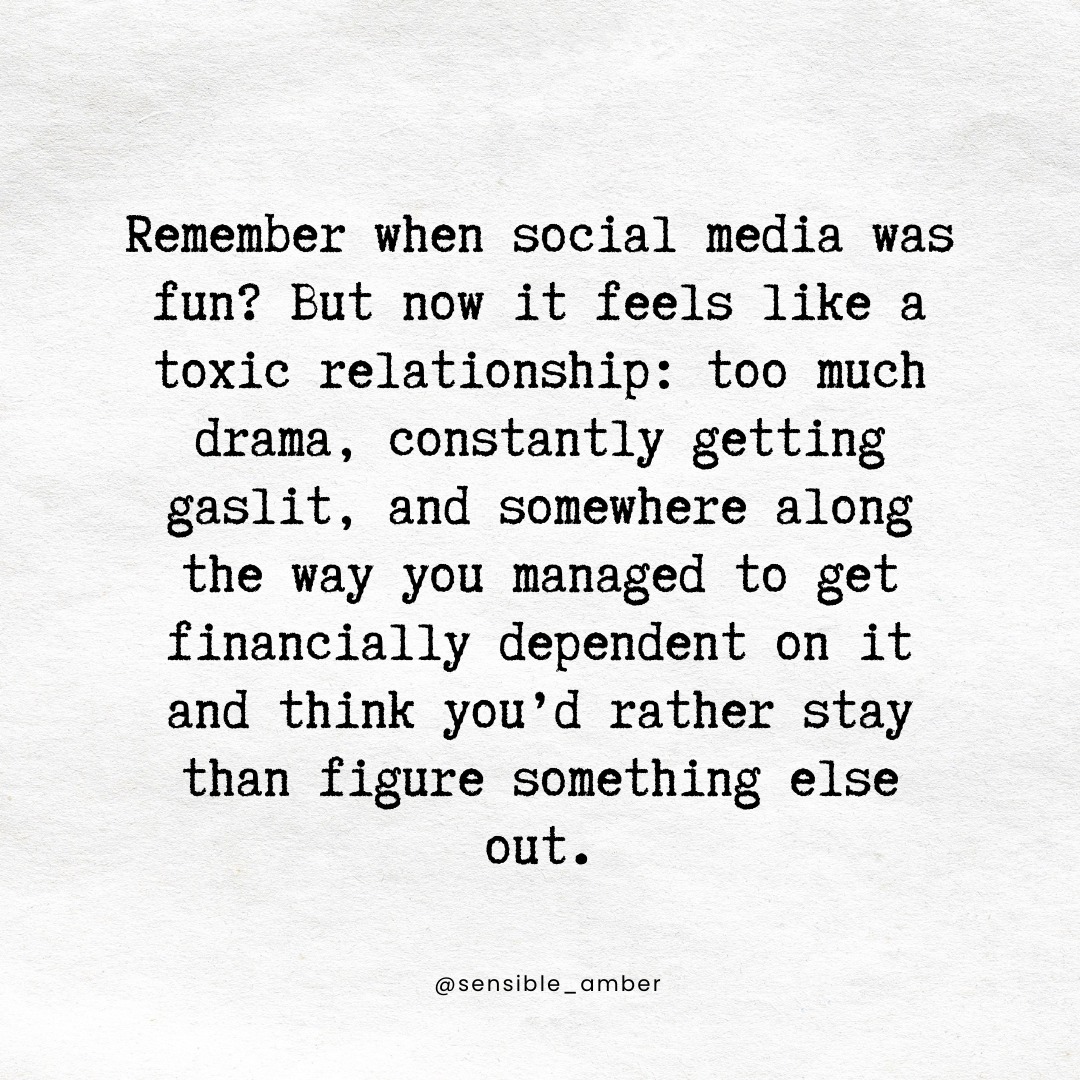 Remember when social media was
fun? But now it feels like a
toxic relationship: too much
drama, constantly getting
gaslit, and somewhere along
the way you managed to get
financially dependent on it
and think you’d rather stay
than figure something else
out.
@sensible_amber